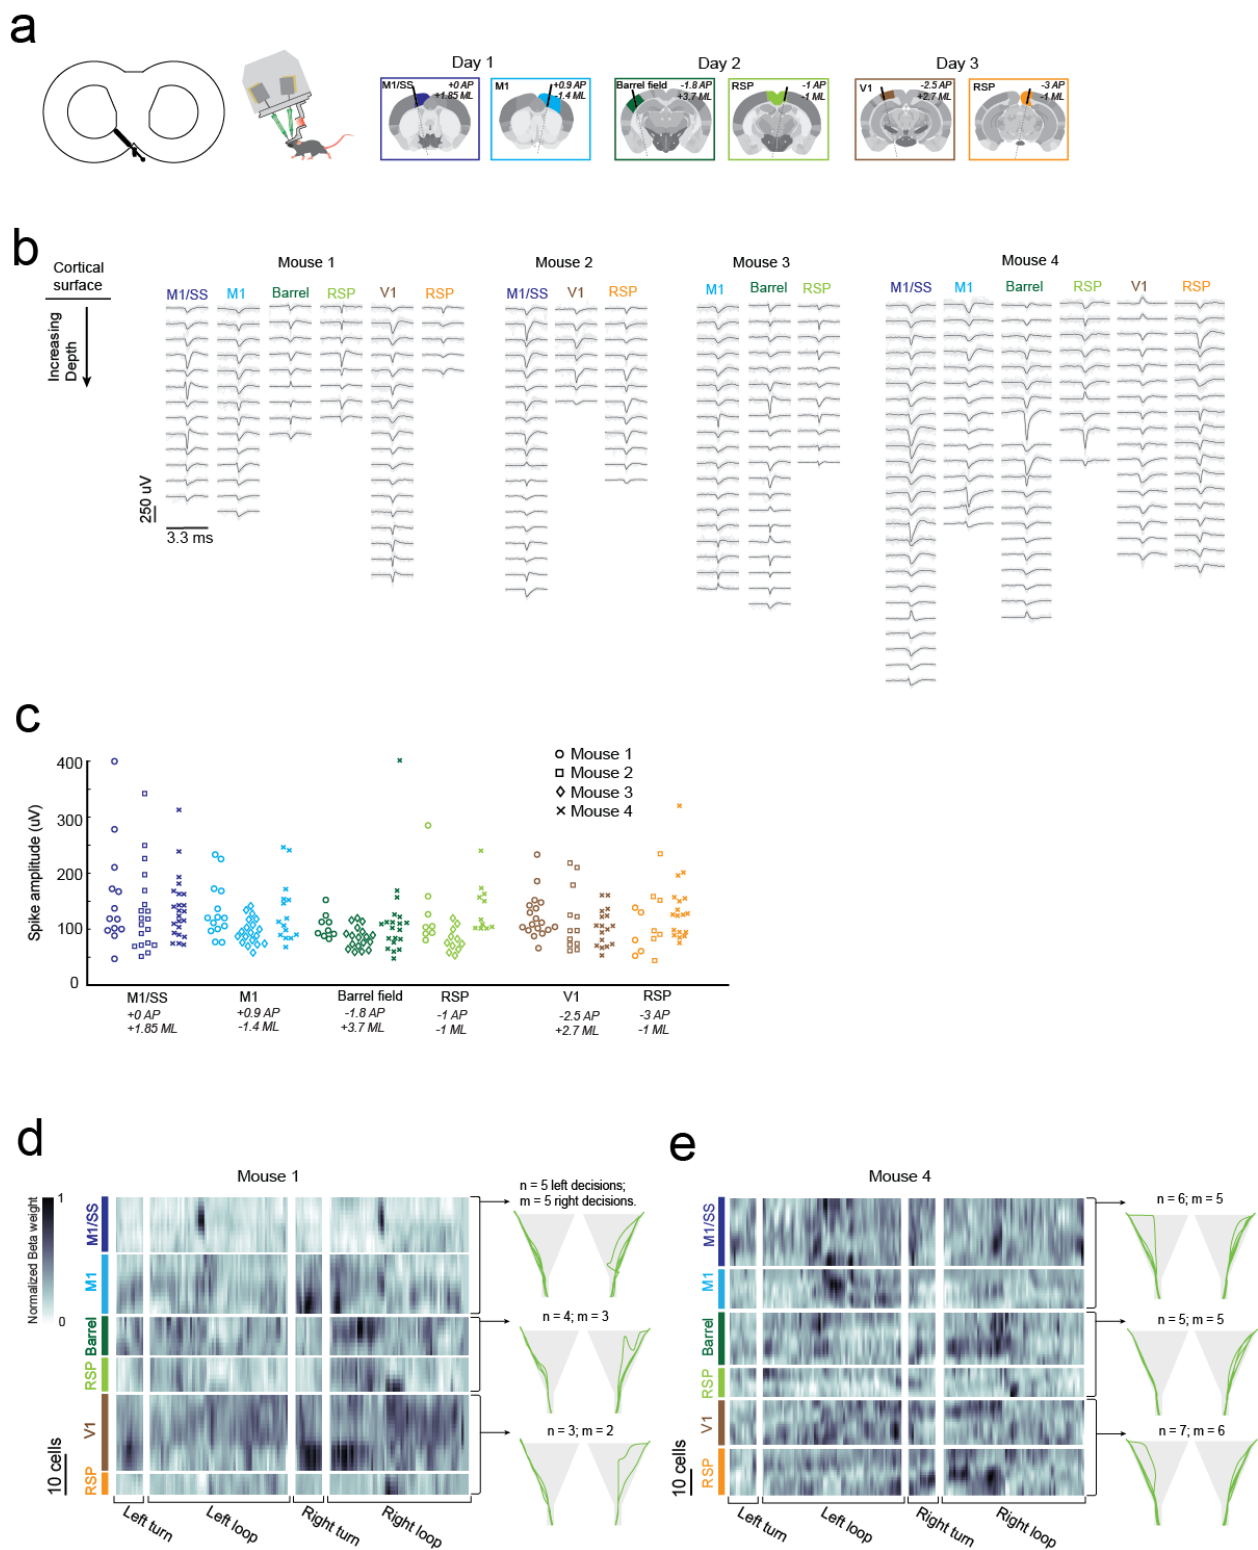 a
Day 1
Day 2
Day 3
M1/SS
+0 AP
+1.85 ML
M1
+0.9 AP
-1.4 ML
Barrel field
-1.8 AP
+3.7 ML
RSP
-1 AP
-1 ML
V1
-2.5 AP
+2.7 ML
RSP
-3 AP
-1 ML
b
Cortical
surface
Increasing
Depth
Mouse 1
Mouse 2
Mouse 3
Mouse 4
M1/SS M1 Barrel RSP V1 RSP
M1/SS V1 RSP
M1 Barrel RSP
M1/SS M1 Barrel RSP V1 RSP
250 uV
3.3 ms
c
Spike amplitude (uV)
400
300
200
100
0
Mouse 1
Mouse 2
Mouse 3
Mouse 4
M1/SS
+0 AP
+1.85 ML
M1
+0.9 AP
-1.4 ML
Barrel field
-1.8 AP
+3.7 ML
RSP
-1 AP
-1 ML
V1
-2.5 AP
+2.7 ML
RSP
-3 AP
-1 ML
d
Mouse 1
Normalized Beta weight
1
0
M1/SS
M1
Barrel
RSP
V1
RSP
10 cells
Left turn
Left loop
Right turn
Right loop
n = 5 left decisions;
m = 5 right decisions.
n = 4; m = 3
n = 3; m = 2
e
Mouse 4
M1/SS
M1
Barrel
RSP
V1
RSP
10 cells
Left turn
Left loop
Right turn
Right loop
n = 6; m = 5
n = 5; m = 5
n = 7; m = 6